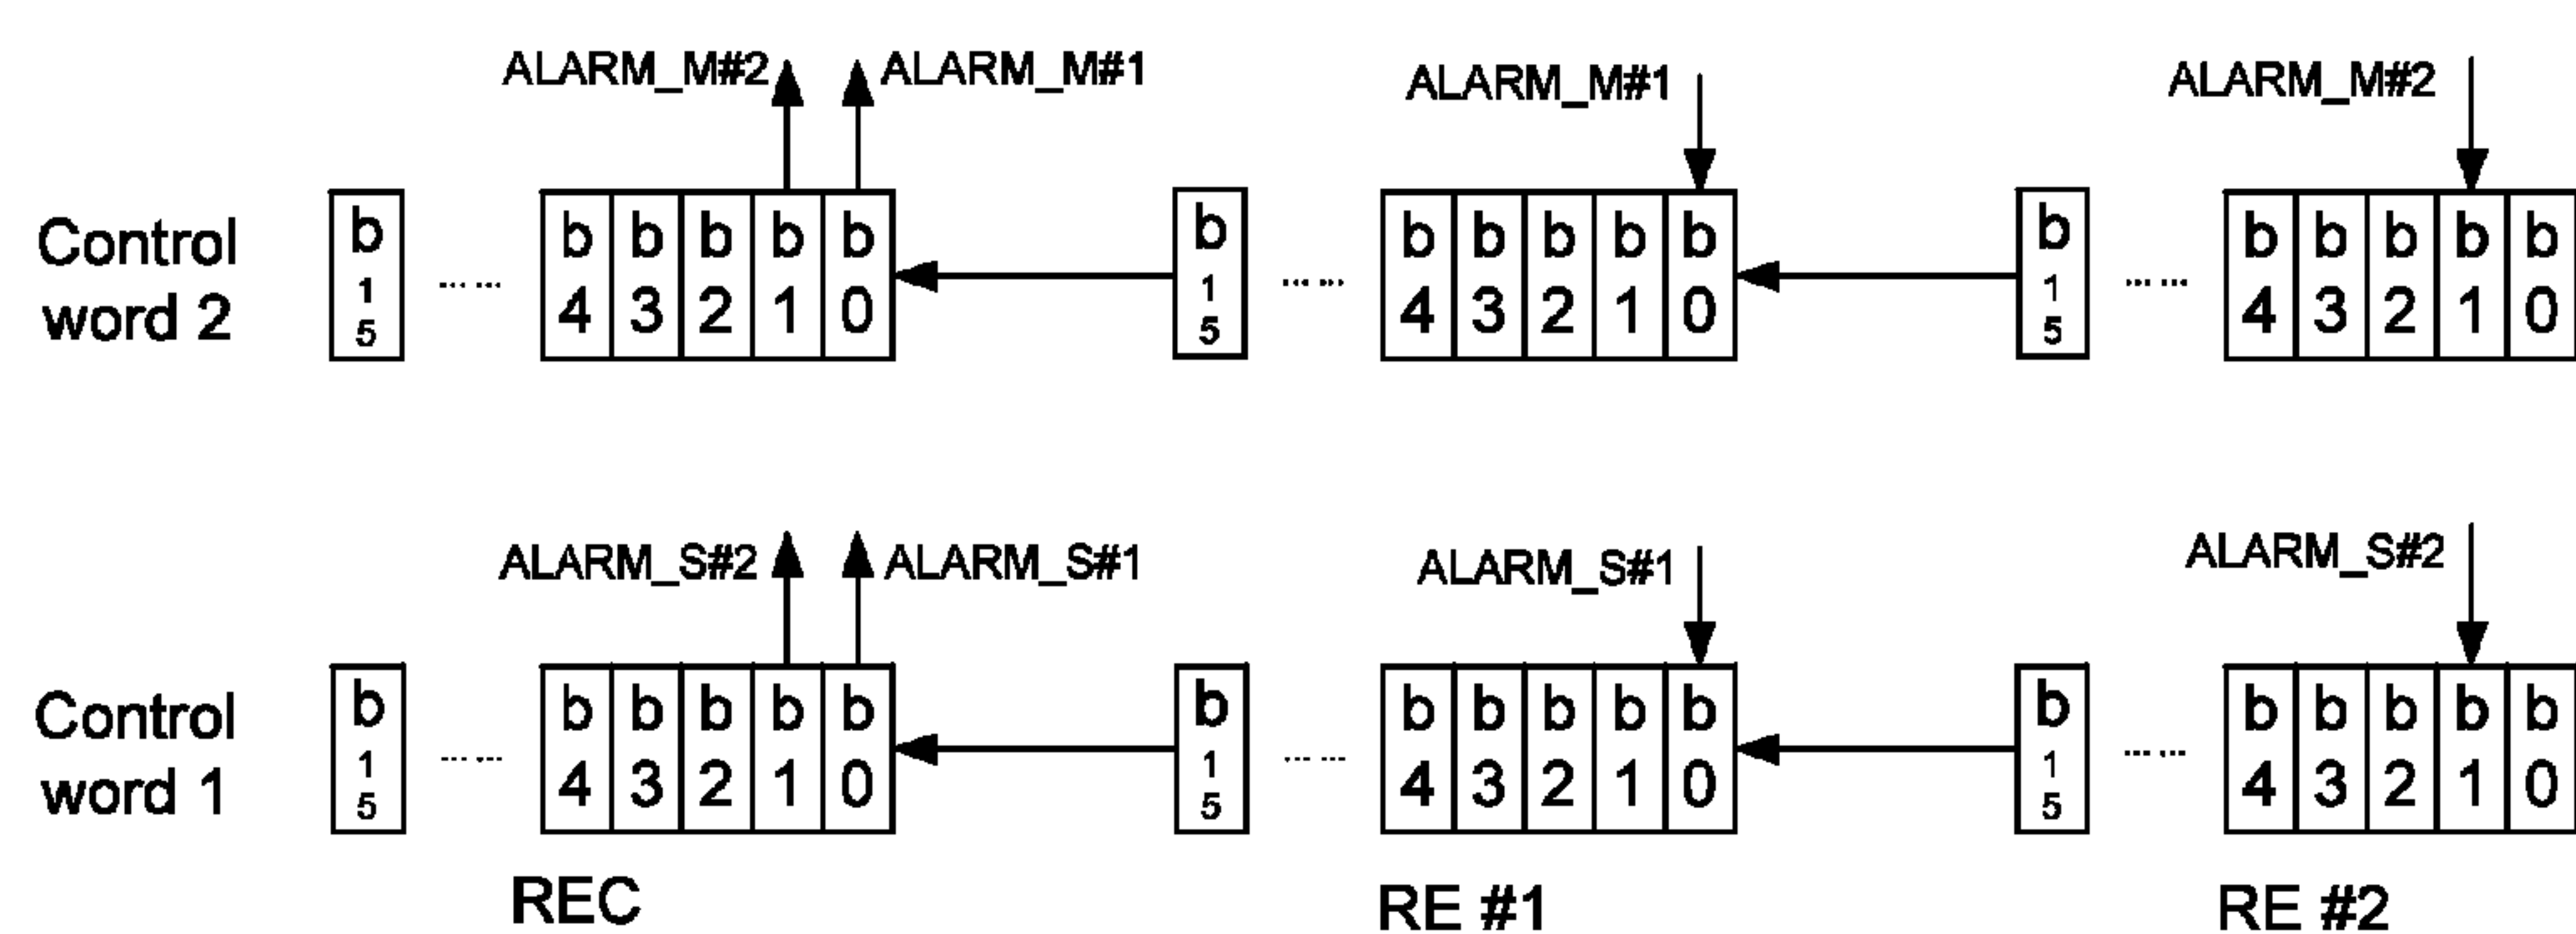 ALARM_M#2 ALARM_M#1 ALARM_M#1 ALARM_M#2
Control word 2
b 15 ...... b 4 b 3 b 2 b 1 b 0 b 15 ...... b 4 b 3 b 2 b 1 b 0 b 15 ...... b 4 b 3 b 2 b 1 b 0
ALARM_S#2 ALARM_S#1 ALARM_S#1 ALARM_S#2
Control word 1
b 15 ...... b 4 b 3 b 2 b 1 b 0 b 15 ...... b 4 b 3 b 2 b 1 b 0 b 15 ...... b 4 b 3 b 2 b 1 b 0
REC RE #1 RE #2